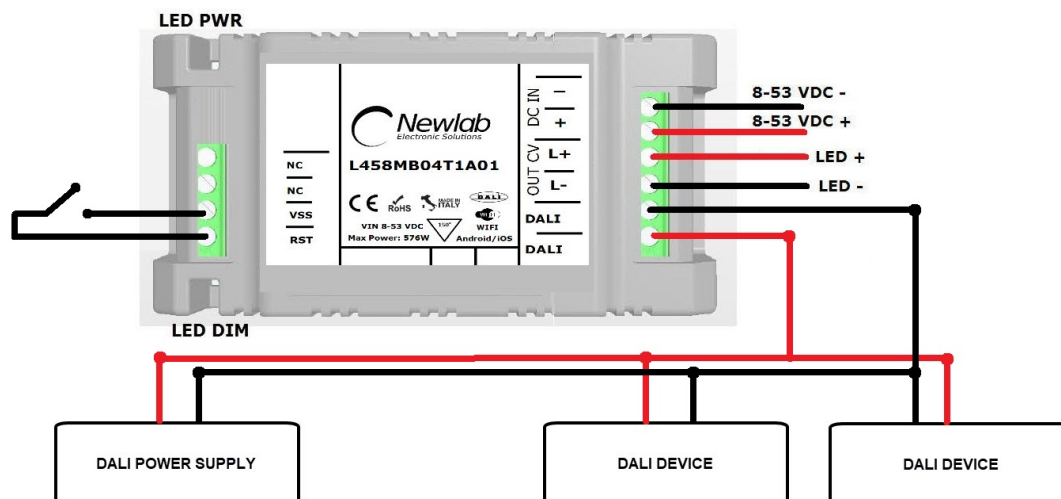 LED PWR
NC
NC
VSS
RST
Newlab
Electronic Solutions
L458MB04T1A01
CE
RoHS
MADE IN
ITALY
DALI
WiFi
VIN 8-53 VDC
Max Power: 576W
150°
WIFI
Android/iOS
DC IN
-
+
OUT CV
L+
L-
DALI
DALI
8-53 VDC -
8-53 VDC +
LED +
LED -
LED DIM
DALI POWER SUPPLY
DALI DEVICE
DALI DEVICE